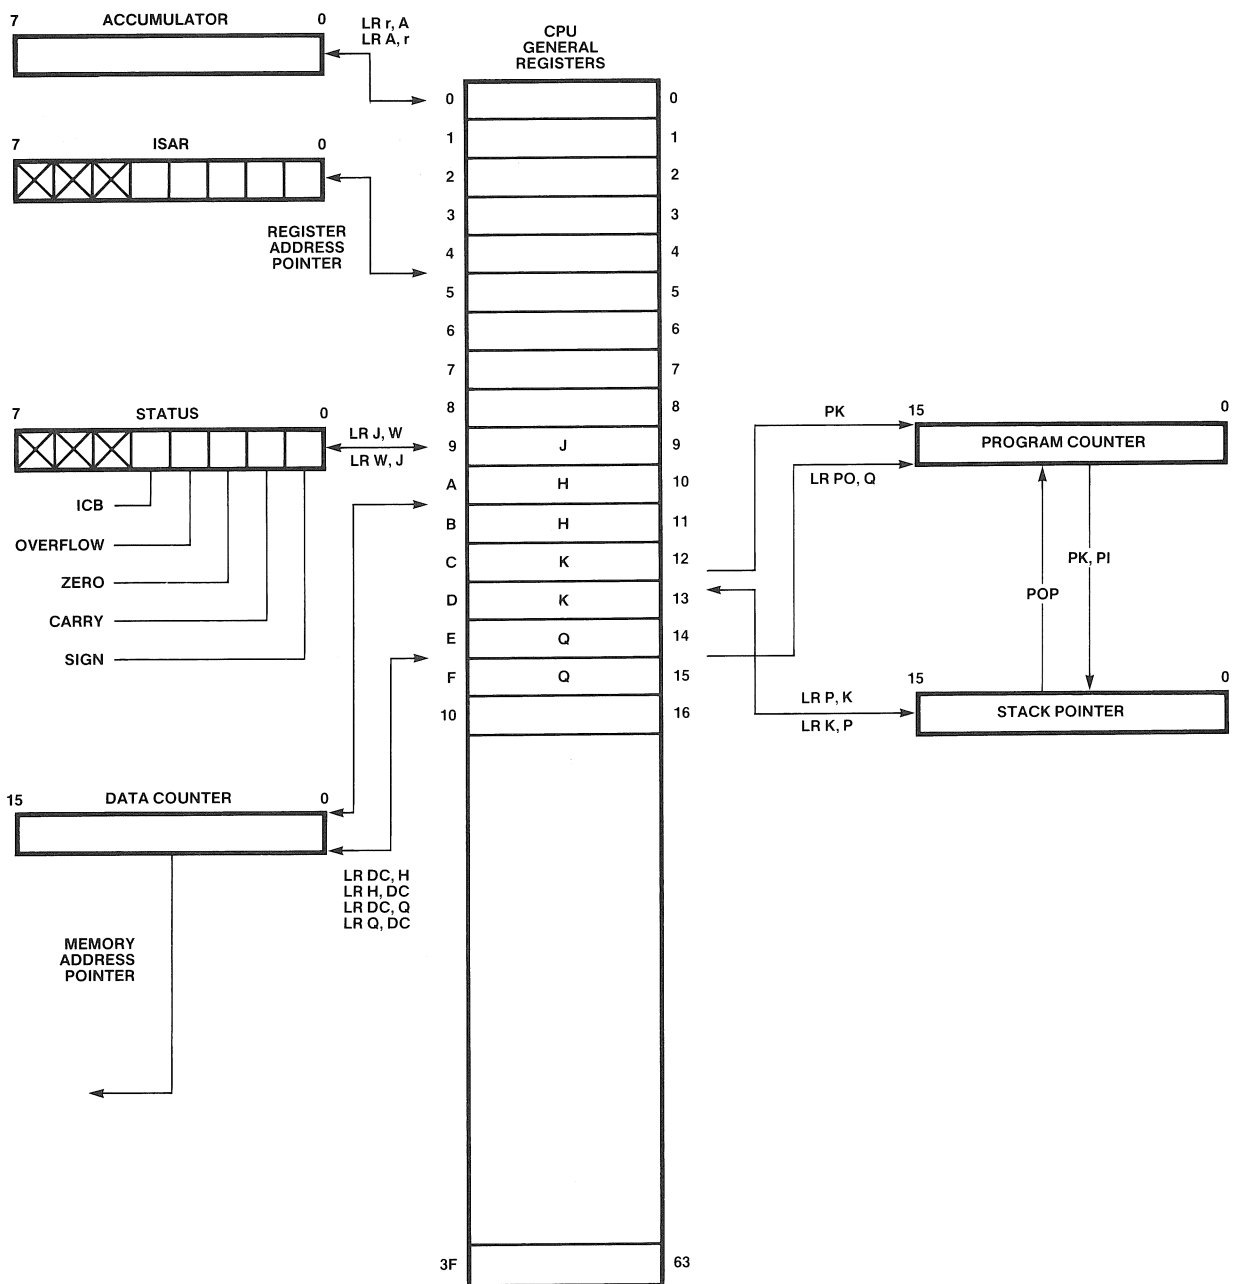 7 ACCUMULATOR 0
LR r, A
LR A, r
7 ISAR 0
REGISTER
ADDRESS
POINTER
7 STATUS 0
LR J, W
LR W, J
ICB
OVERFLOW
ZERO
CARRY
SIGN
15 DATA COUNTER 0
LR DC, H
LR H, DC
LR DC, Q
LR Q, DC
MEMORY
ADDRESS
POINTER
CPU
GENERAL
REGISTERS
0 0
1 1
2 2
3 3
4 4
5 5
6 6
7 7
8 8
9 J 9
A H 10
B H 11
C K 12
D K 13
E Q 14
F Q 15
10 16
3F 63
PK
15 0
PROGRAM COUNTER
LR PO, Q
PK, PI
POP
15 0
LR P, K
STACK POINTER
LR K, P